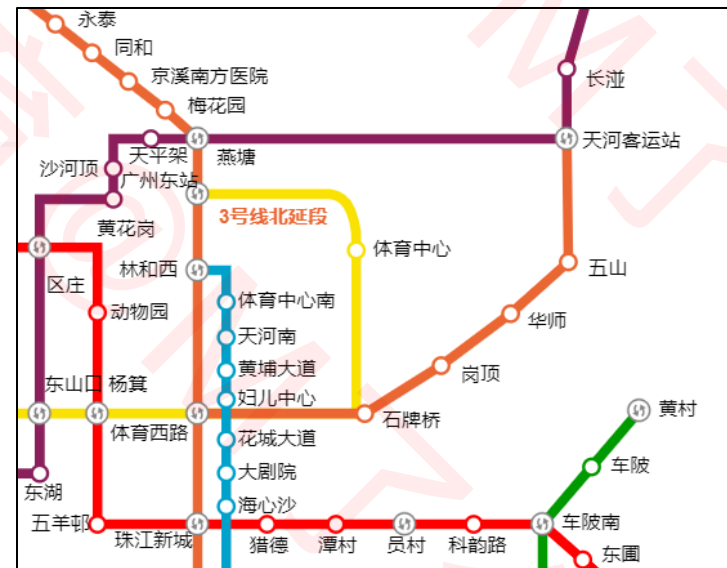 永泰
同和
京溪南方医院
梅花园
长湴
天平架
燕塘
天河客运站
沙河顶
广州东站
黄花岗
3号线北延段
体育中心
林和西
五山
区庄
动物园
体育中心南
天河南
华师
黄埔大道
岗顶
东山口 杨箕
妇儿中心
黄村
体育西路
石牌桥
花城大道
大剧院
车陂
东湖
海心沙
五羊邨
珠江新城
猎德
潭村
员村
科韵路
车陂南
东圃